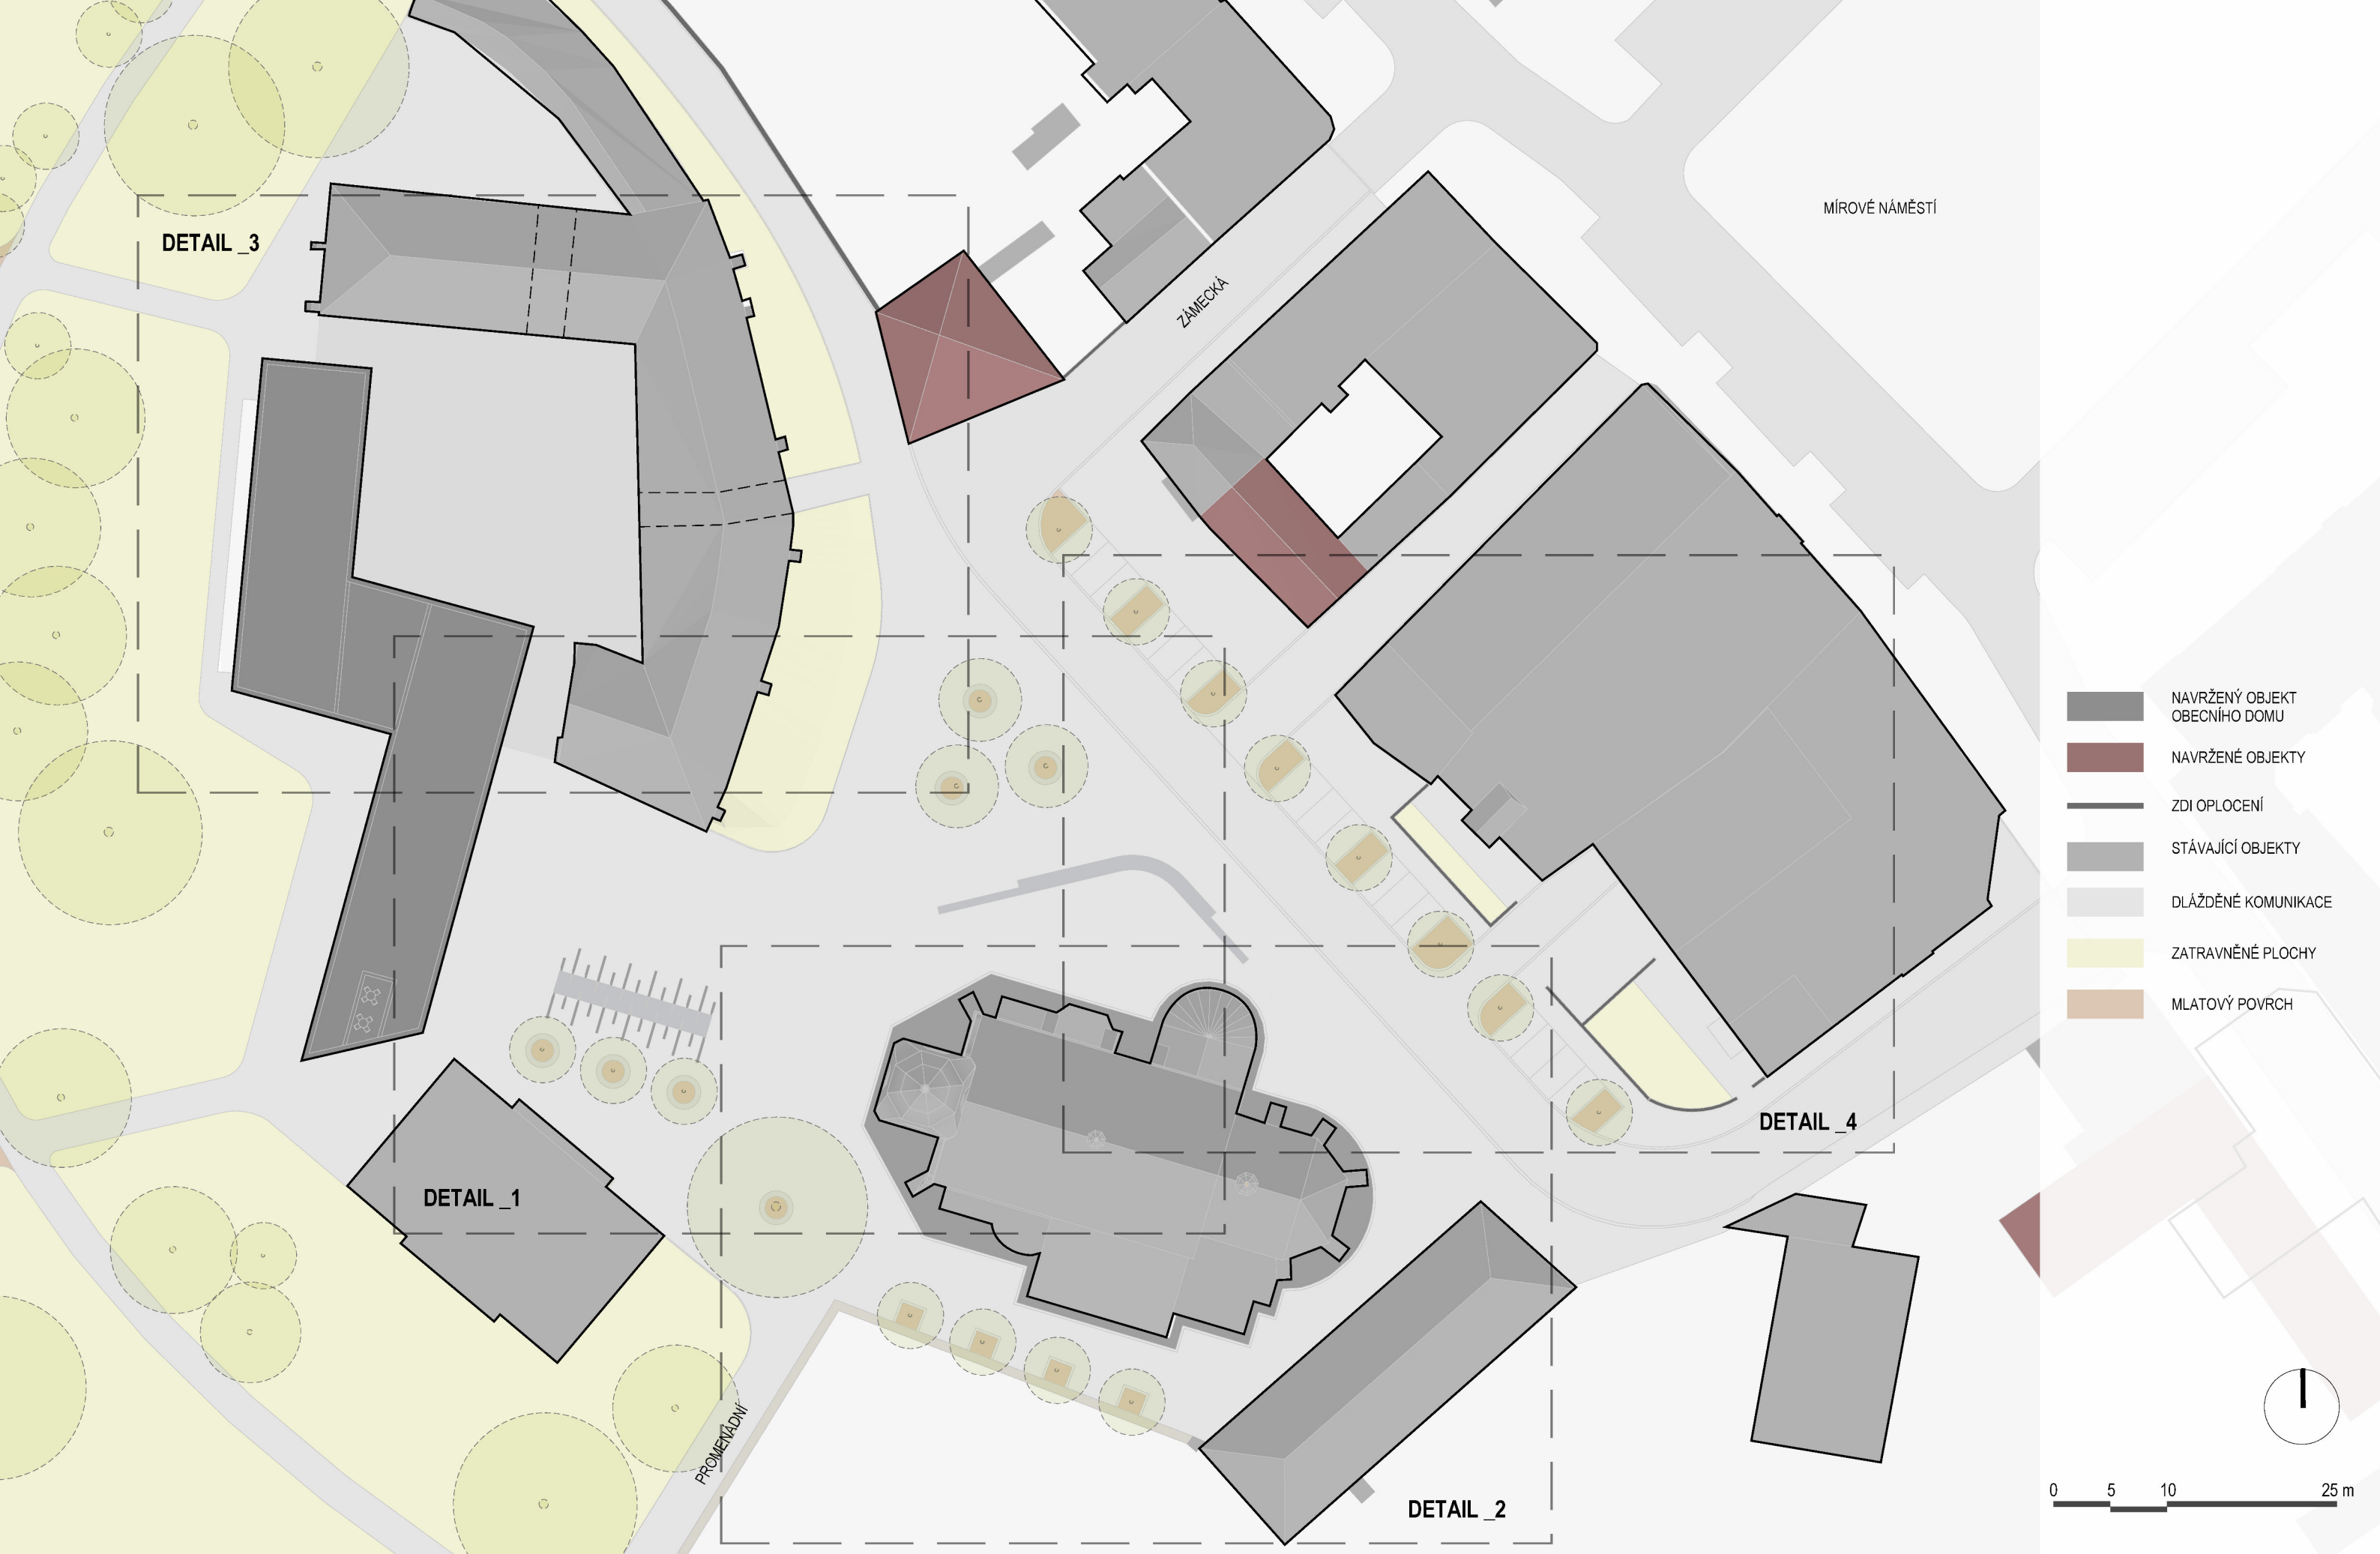 MÍROVÉ NÁMĚSTÍ
DETAIL _3
ZÁMECKÁ
NAVRŽENÝ OBJEKT
OBECNÍHO DOMU
NAVRŽENÉ OBJEKTY
ZDI OPLOCENÍ
STÁVAJÍCÍ OBJEKTY
DLÁŽDĚNÉ KOMUNIKACE
ZATRAVNĚNÉ PLOCHY
MLATOVÝ POVRCH
DETAIL _4
DETAIL _1
PROMENÁDNÍ
DETAIL _2
0 5 10 25 m